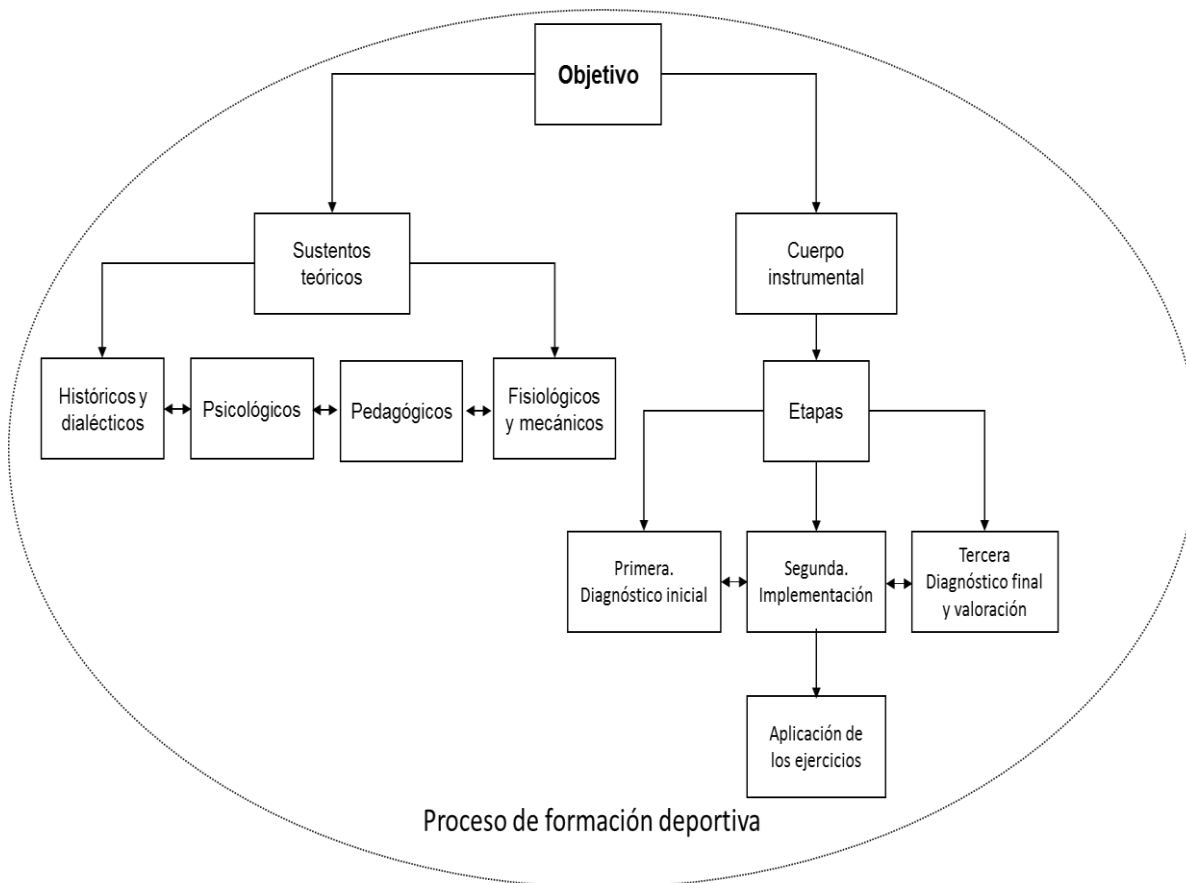 Objetivo
Sustentos
teóricos
Cuerpo
instrumental
Históricos y
dialécticos
Psicológicos
Pedagógicos
Fisiológicos
y mecánicos
Etapas
Primera.
Diagnóstico inicial
Segunda.
Implementación
Tercera
Diagnóstico final
y valoración
Aplicación de
los ejercicios
Proceso de formación deportiva